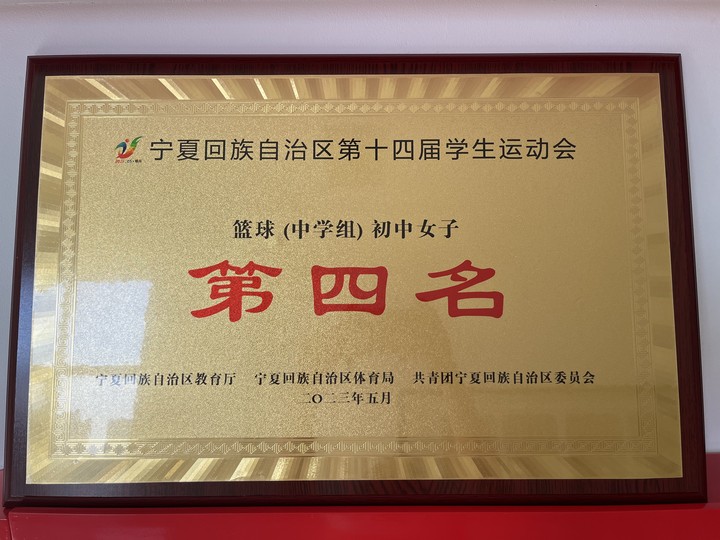 宁夏回族自治区第十四届学生运动会
篮球 (中学组) 初中女子
第四名
宁夏回族自治区教育厅 宁夏回族自治区体育局 共青团宁夏回族自治区委员会
二〇二三年五月